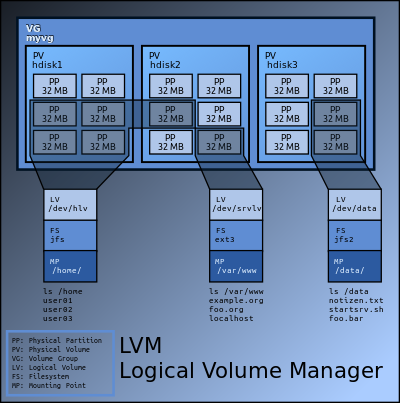 VG
myvg
PV
hdisk1
PP
32 MB
PP
32 MB
PP
32 MB
PP
32 MB
PP
32 MB
PP
32 MB
PV
hdisk2
PP
32 MB
PP
32 MB
PP
32 MB
PP
32 MB
PP
32 MB
PP
32 MB
PV
hdisk3
PP
32 MB
PP
32 MB
PP
32 MB
PP
32 MB
PP
32 MB
PP
32 MB
LV
/dev/hlv
FS
jfs
MP
/home/
ls /home
user01
user02
user03
LV
/dev/srvlv
FS
ext3
MP
/var/www
ls /var/www
example.org
foo.org
localhost
LV
/dev/data
FS
jfs2
MP
/data/
ls /data
notizen.txt
startsrv.sh
foo.bar
PP: Physical Partition
PV: Physical Volume
VG: Volume Group
LV: Logical Volume
FS: Filesystem
MP: Mounting Point
LVM
Logical Volume Manager